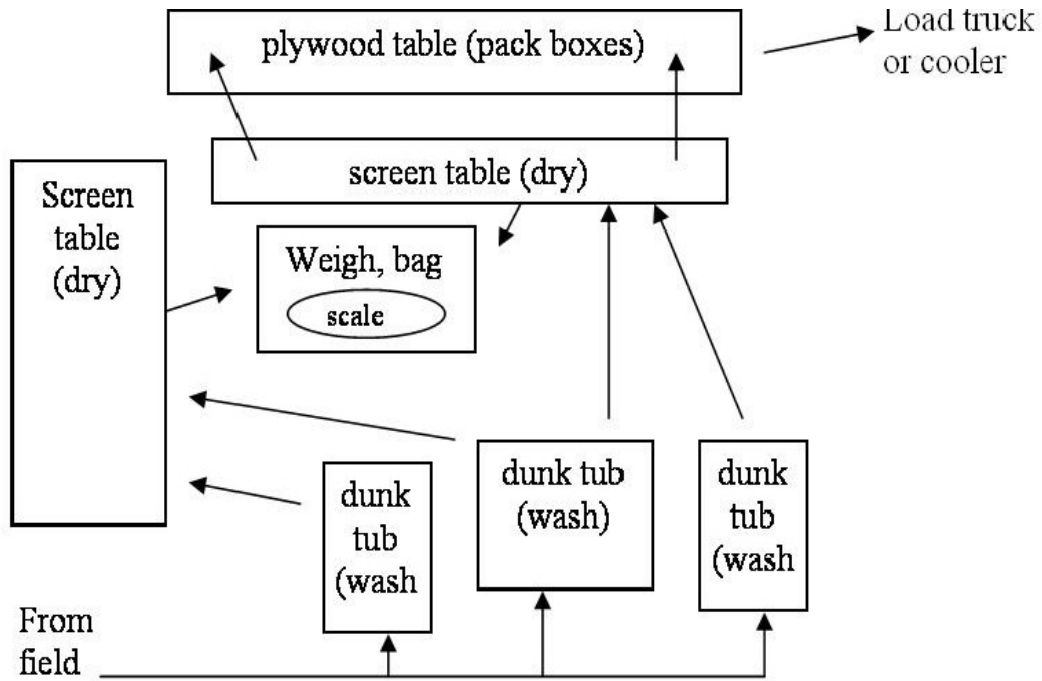 plywood table (pack boxes)
Load truck
or cooler
screen table (dry)
Screen
table
(dry)
Weigh, bag
scale
dunk
tub
(wash
dunk tub
(wash)
dunk
tub
(wash
From
field